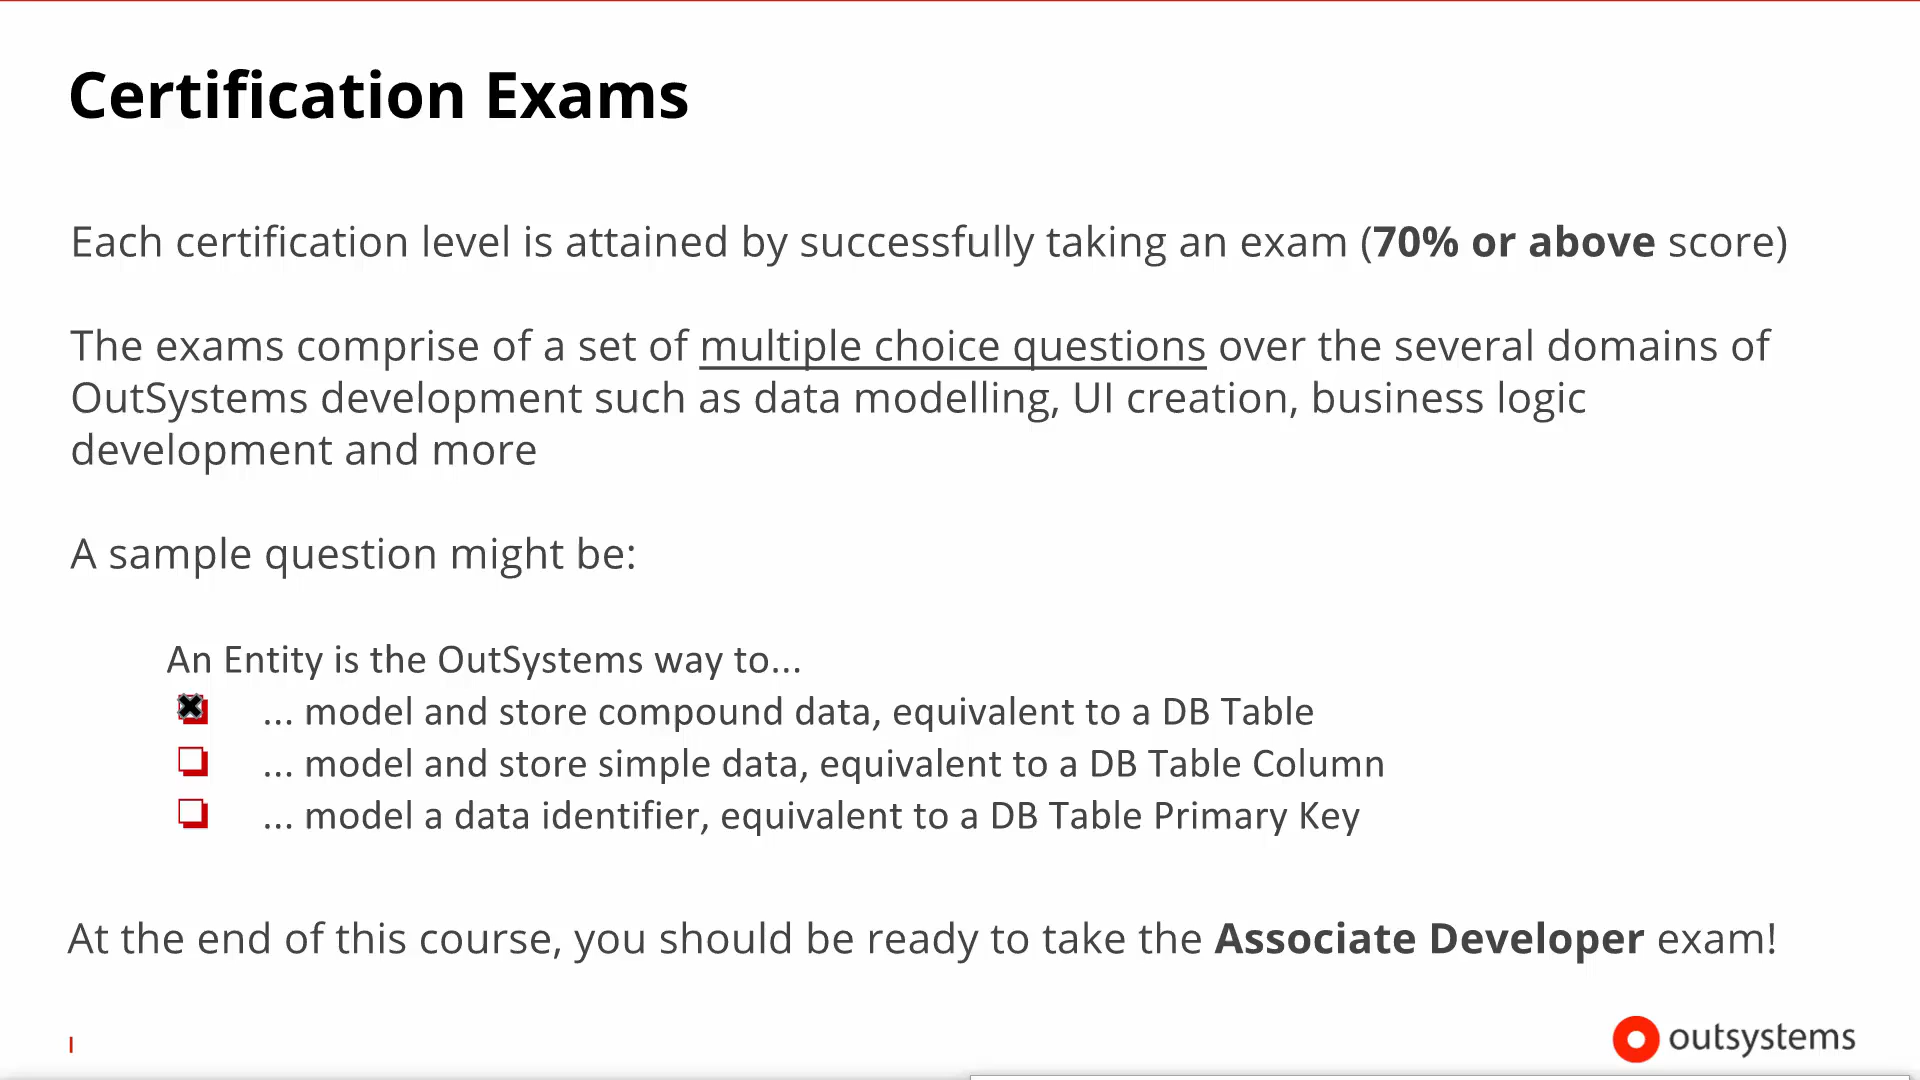 Certification Exams
Each certification level is attained by successfully taking an exam (70% or above score)
The exams comprise of a set of multiple choice questions over the several domains of
OutSystems development such as data modelling, UI creation, business logic
development and more
A sample question might be:
An Entity is the OutSystems way to...
... model and store compound data, equivalent to a DB Table
... model and store simple data, equivalent to a DB Table Column
... model a data identifier, equivalent to a DB Table Primary Key
At the end of this course, you should be ready to take the Associate Developer exam!
outsystems